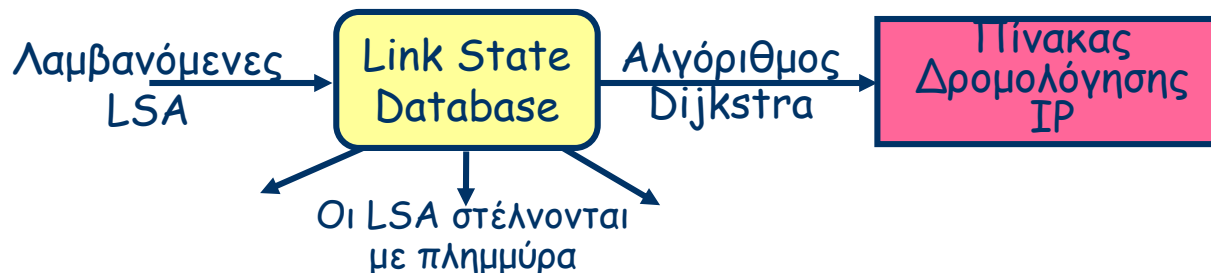 Λαμβανόμενες
LSA
Link State
Database
Αλγόριθμος
Dijkstra
Πίνακας
Δρομολόγησης
IP
Οι LSA στέλνονται
με πλημμύρα